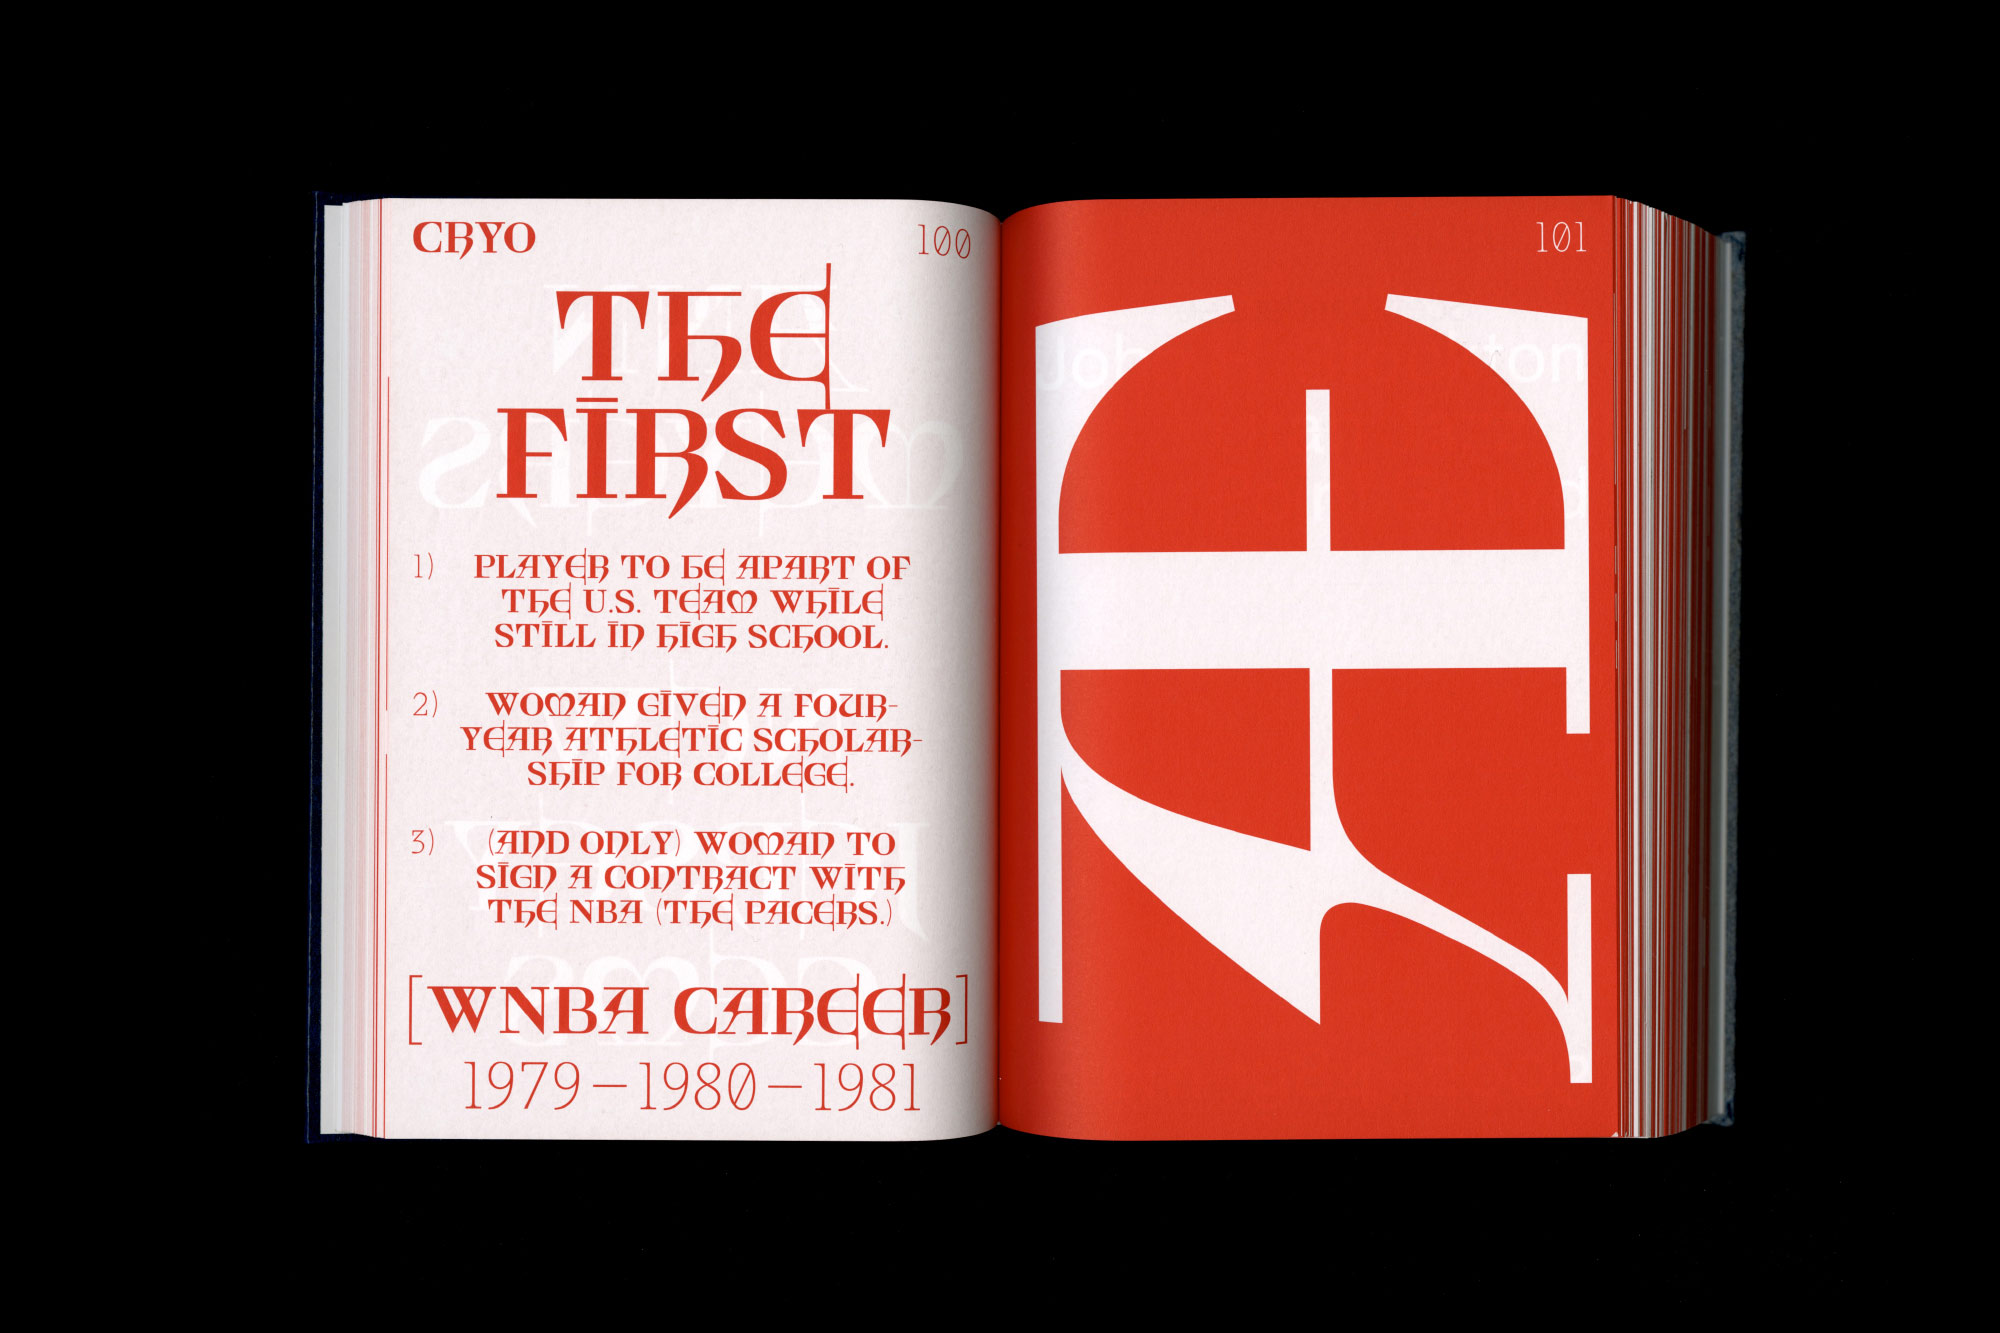 CRYO
100
THE
FIRST
1) PLAYER TO BE APART OF
THE U.S. TEAM WHILE
STILL IN HIGH SCHOOL.
2) WOMAN GIVEN A FOUR-
YEAR ATHLETIC SCHOLAR-
SHIP FOR COLLEGE.
3) (AND ONLY) WOMAN TO
SIGN A CONTRACT WITH
THE NBA (THE PACERS.)
[WNBA CAREER]
1979–1980–1981
101